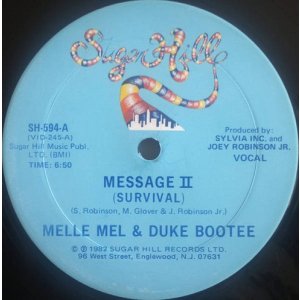 Sugar Hill
SH-594-A
(VID-245-A)
Sugar Hill Music Publ.
LTD. (BMI)
TIME: 6:50
Produced by:
SYLVIA INC. and
JOEY ROBINSON JR.
VOCAL
MESSAGE II
(SURVIVAL)
(S. Robinson, M. Glover & J. Robinson Jr.)
MELLE MEL & DUKE BOOTEE
© ℗ 1982 SUGAR HILL RECORDS LTD.
96 West Street, Englewood, N.J. 07631